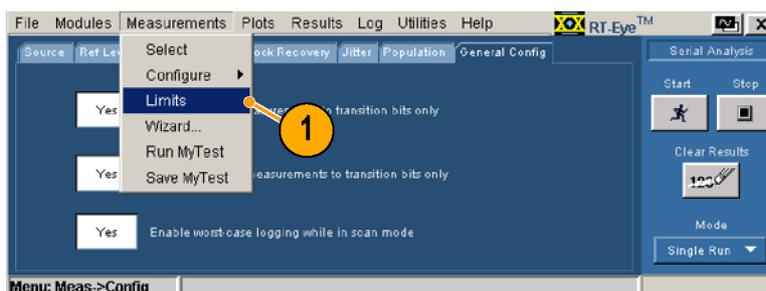 File Modules Measurements Plots Results Log Utilities Help RT-Eye™ X
Source Ref Recovery Jitter Population General Config Serial Analysis
Select
Configure
Limits
Wizard...
Run MyTest
Save MyTest
1
Yes to transition bits only
Yes to transition bits only
Yes Enable worst-case logging while in scan mode
Start Stop
Clear Results
123
Mode
Single Run
Menu: Meas->Config